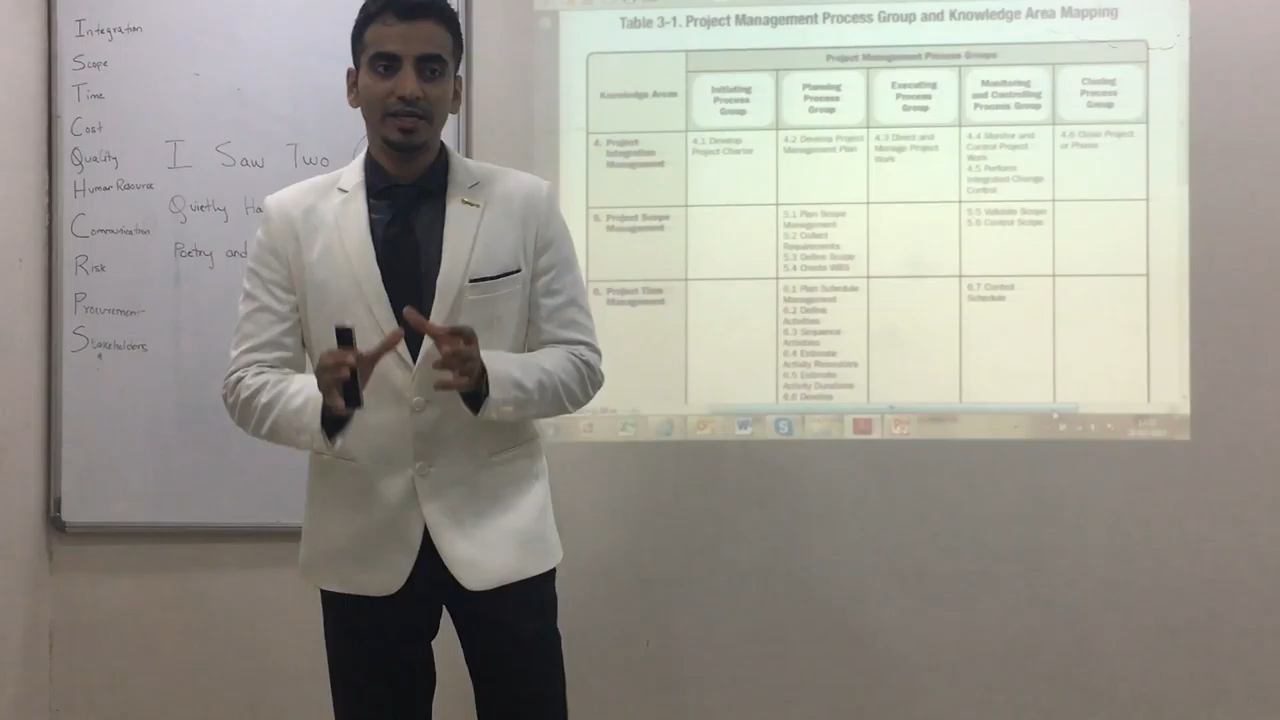 Integration
Scope
Time
Cost
Quality
Human Resource
Communication
Risk
Procurement
Stakeholders
I Saw Two
Quietly Ha
Poetry and
Table 3-1. Project Management Process Group and Knowledge Area Mapping
Project Management Process Groups
Knowledge Areas
Initiating
Process
Group
Planning
Process
Group
Executing
Process
Group
Monitoring
and Controlling
Process Group
Closing
Process
Group
4. Project
Integration
Management
4.1 Develop
Project Charter
4.2 Develop Project
Management Plan
4.3 Direct and
Manage Project
Work
4.4 Monitor and
Control Project
Work
4.5 Perform
Integrated Change
Control
4.6 Close Project
or Phase
5. Project Scope
Management
5.1 Plan Scope
Management
5.2 Collect
Requirements
5.3 Define Scope
5.4 Create WBS
5.5 Validate Scope
5.6 Control Scope
6. Project Time
Management
6.1 Plan Schedule
Management
6.2 Define
Activities
6.3 Sequence
Activities
6.4 Estimate
Activity Resources
6.5 Estimate
Activity Durations
6.6 Develop
6.7 Control
Schedule